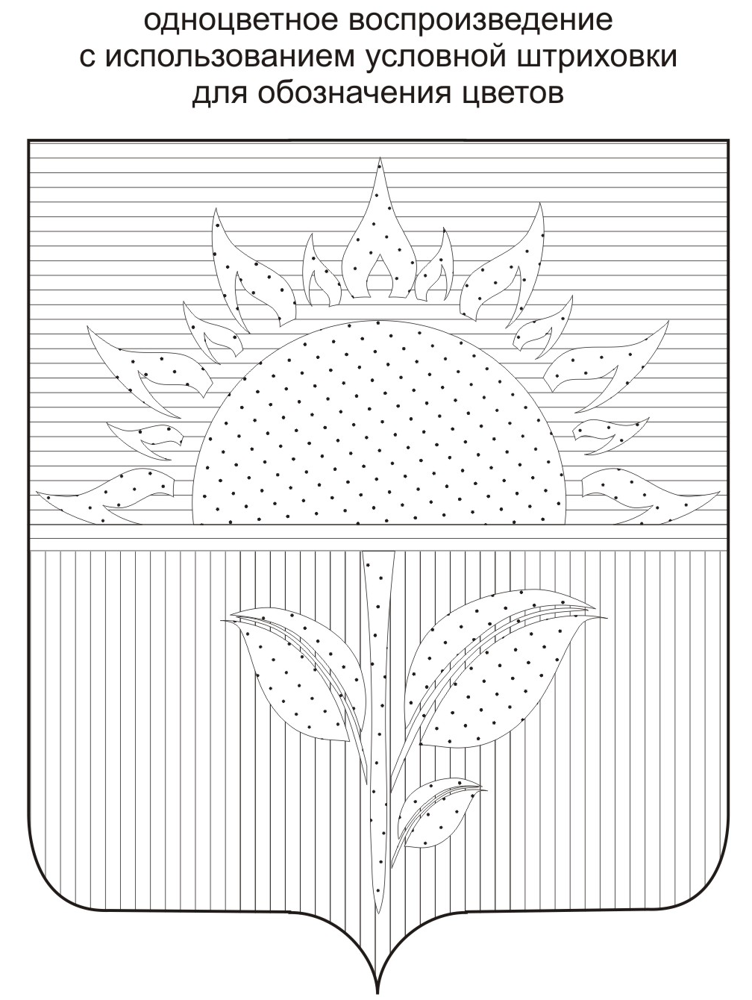 одноцветное воспроизведение
с использованием условной штриховки
для обозначения цветов